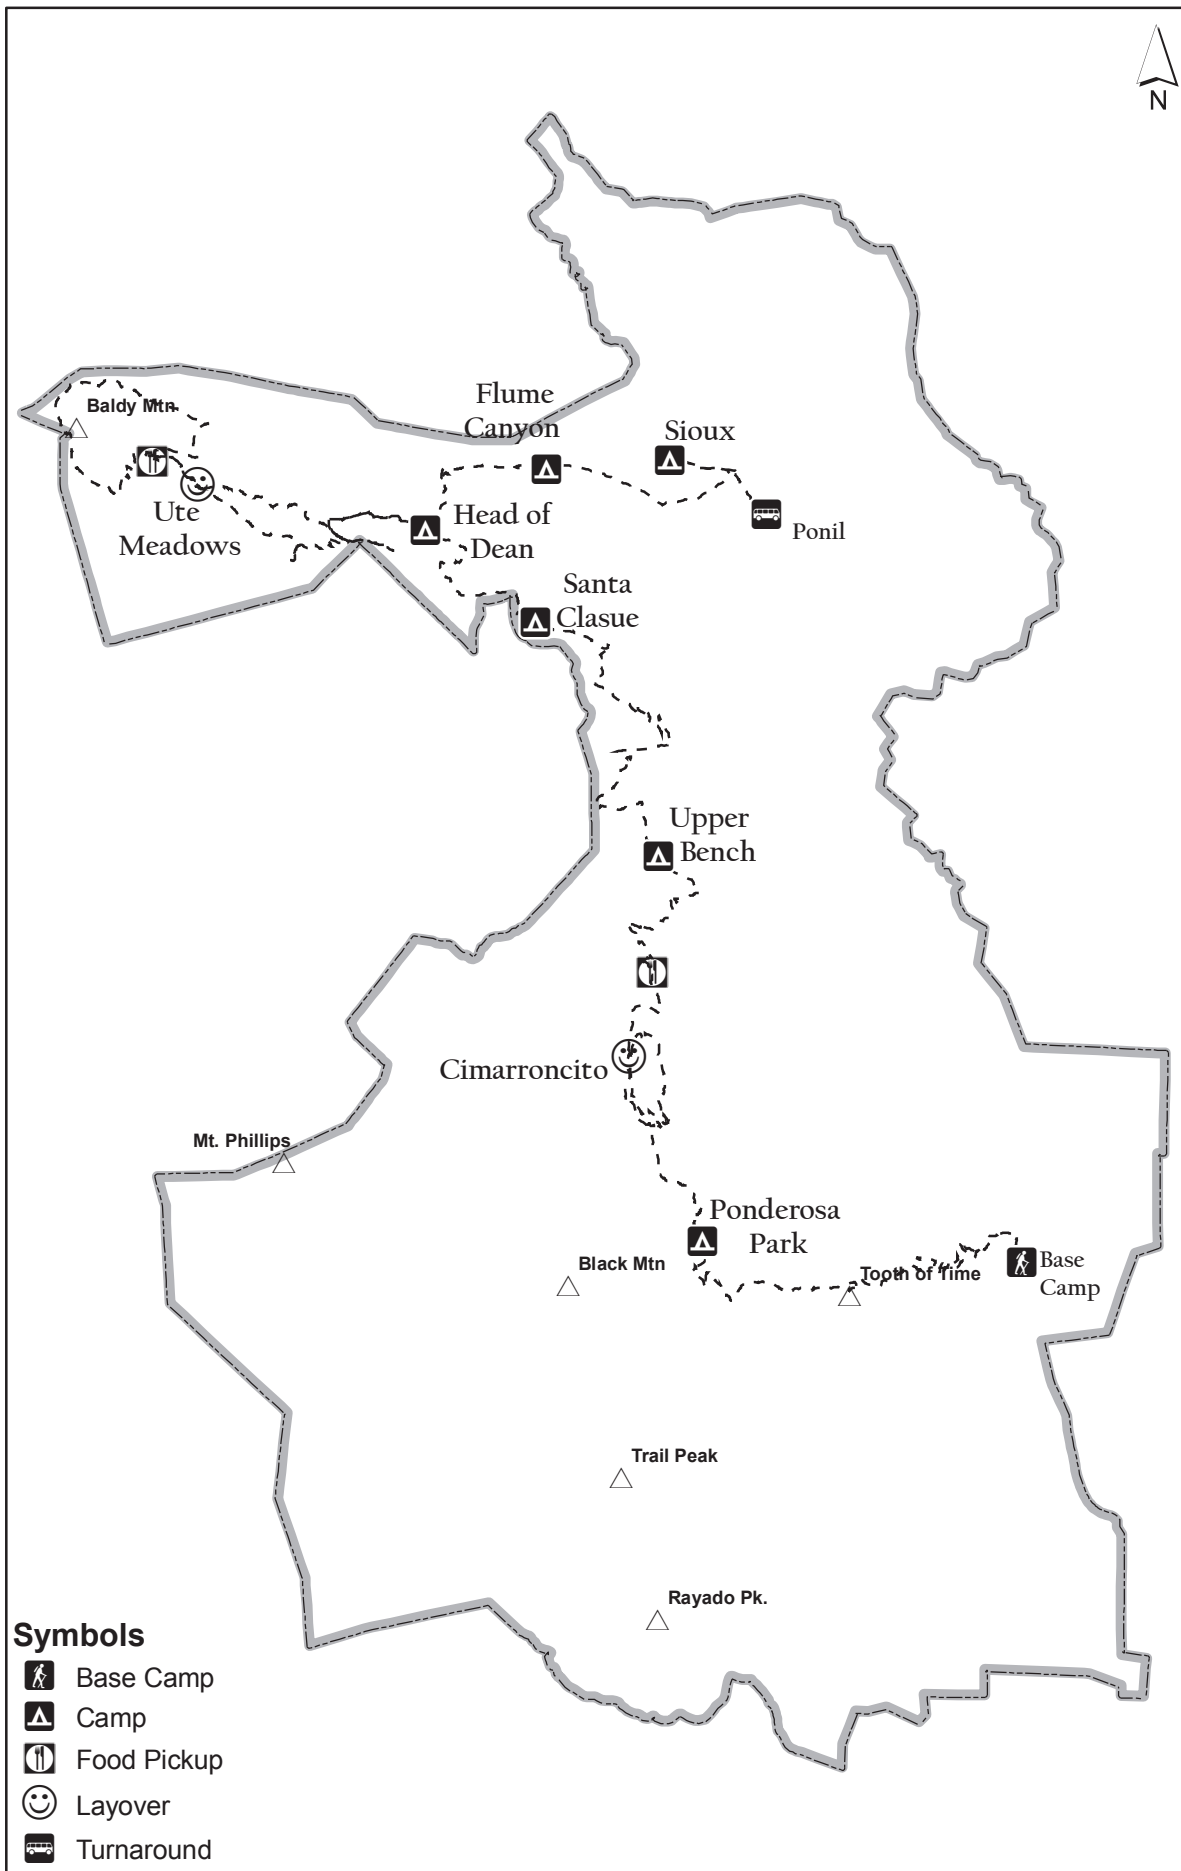 N
Flume
Canyon
Sioux
Baldy Mtn
Ute
Meadows
Head of
Dean
Ponil
Santa
Clasue
Upper
Bench
Cimarroncito
Mt. Phillips
Ponderosa
Park
Black Mtn
Tooth of Time
Base
Camp
Trail Peak
Rayado Pk.
Symbols
Base Camp
Camp
Food Pickup
Layover
Turnaround